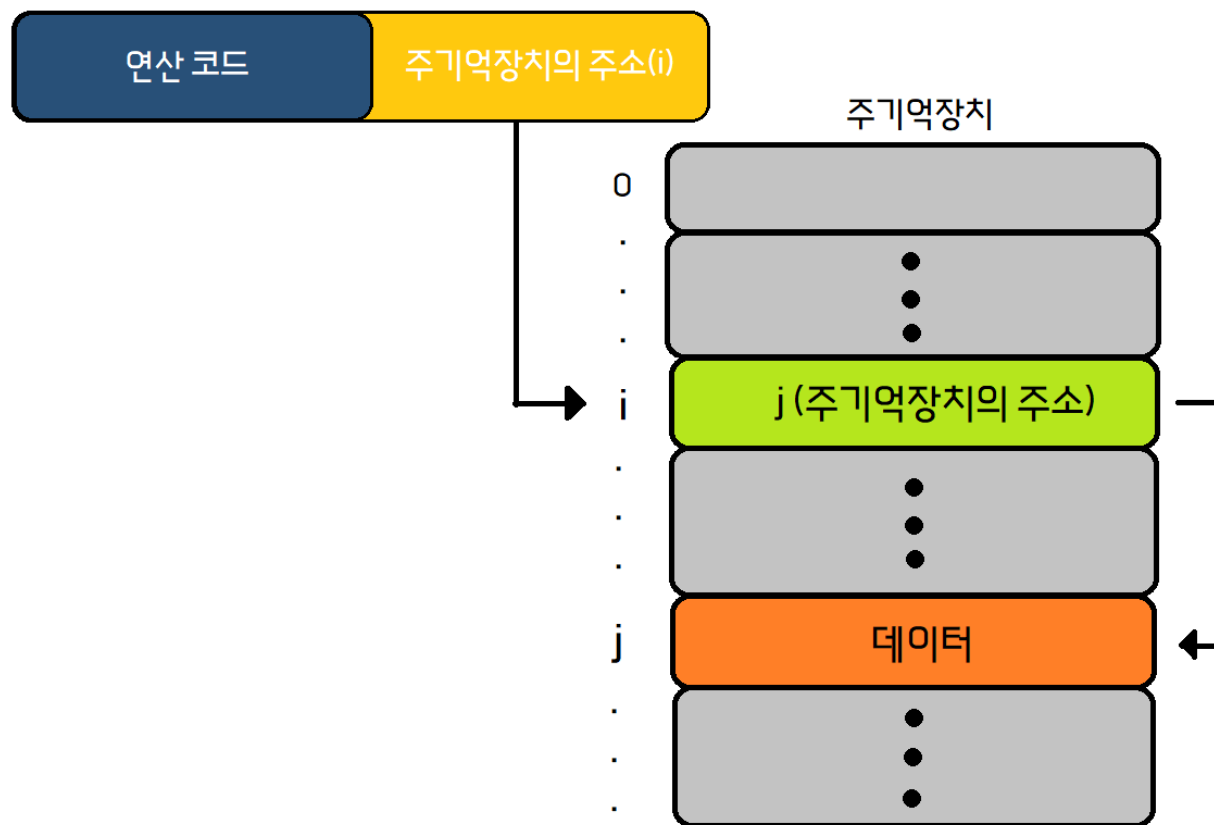 연산 코드
주기억장치의 주소(i)
주기억장치
0
.
.
.
i
j (주기억장치의 주소)
.
.
.
j
데이터
.
.
.